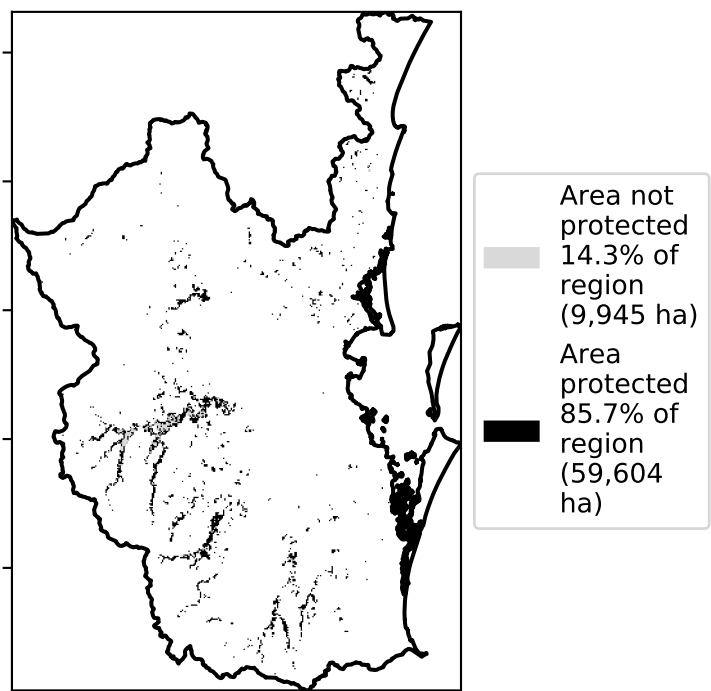 Area not
protected
14.3% of
region
(9,945 ha)
Area
protected
85.7% of
region
(59,604
ha)